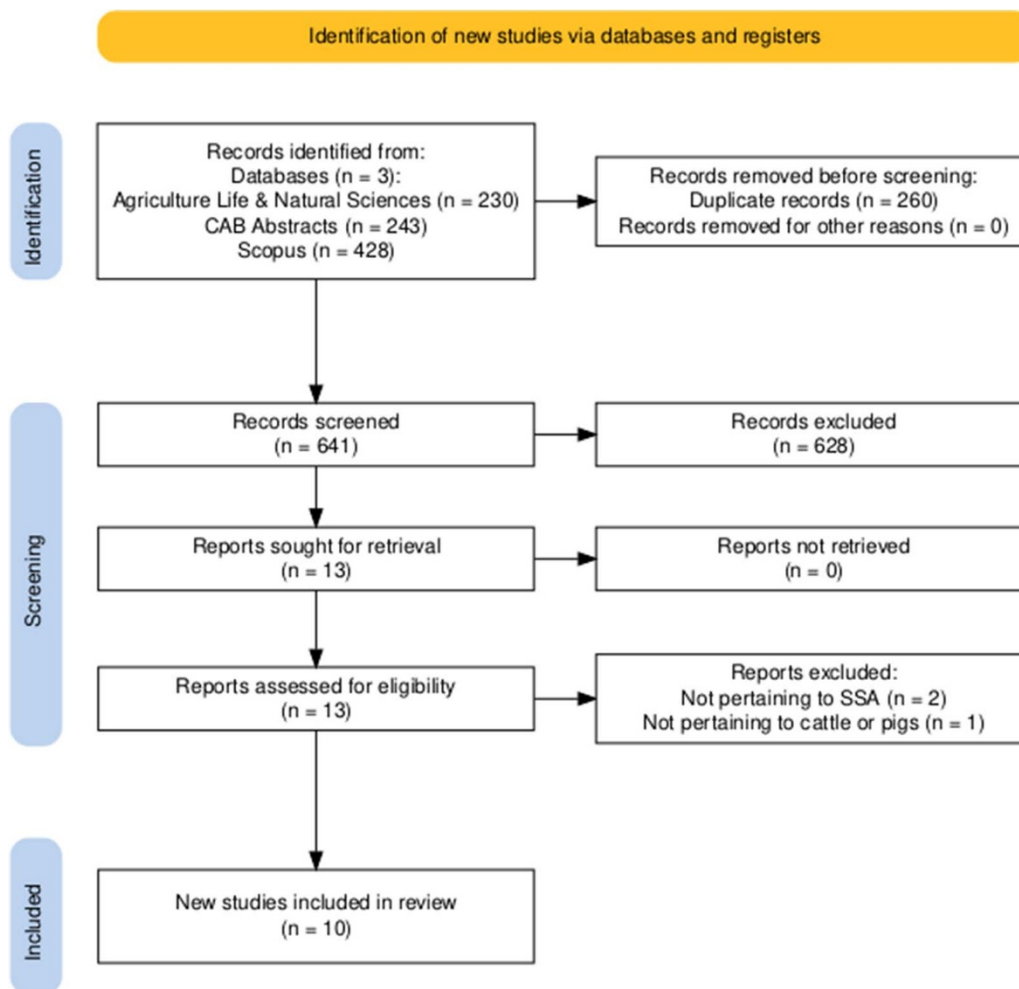 Identification of new studies via databases and registers
Identification
Records identified from:
Databases (n = 3):
Agriculture Life & Natural Sciences (n = 230)
CAB Abstracts (n = 243)
Scopus (n = 428)
Records removed before screening:
Duplicate records (n = 260)
Records removed for other reasons (n = 0)
Screening
Records screened
(n = 641)
Records excluded
(n = 628)
Reports sought for retrieval
(n = 13)
Reports not retrieved
(n = 0)
Reports assessed for eligibility
(n = 13)
Reports excluded:
Not pertaining to SSA (n = 2)
Not pertaining to cattle or pigs (n = 1)
Included
New studies included in review
(n = 10)